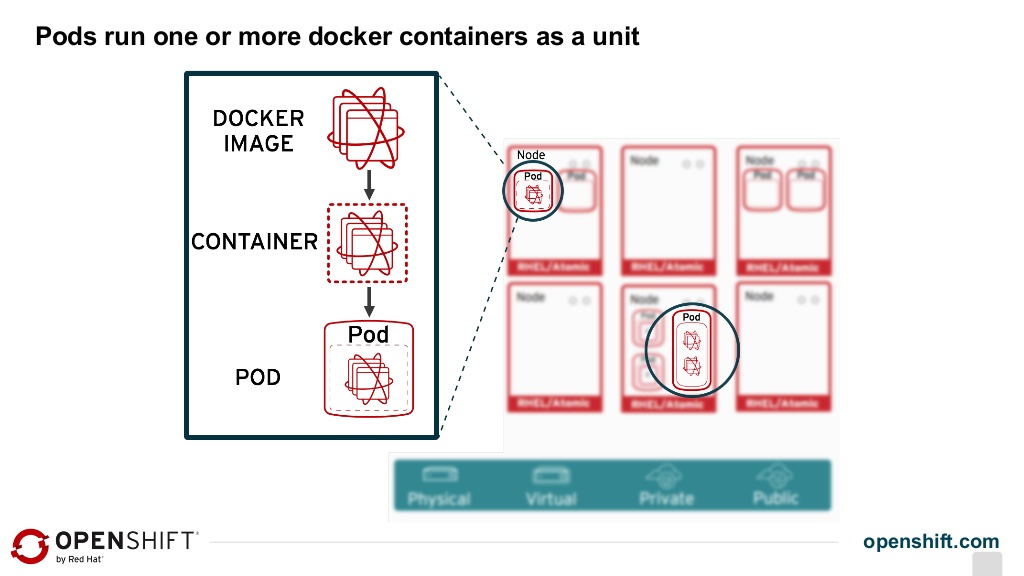 Pods run one or more docker containers as a unit
DOCKER
IMAGE
CONTAINER
Pod
POD
Node
Pod
Pod
Node
Node
Pod
Pod
RHEL/Atomic
RHEL/Atomic
RHEL/Atomic
Node
Node
Pod
Pod
Pod
Node
RHEL/Atomic
RHEL/Atomic
RHEL/Atomic
Physical
Virtual
Private
Public
OPENSHIFT
by Red Hat
openshift.com